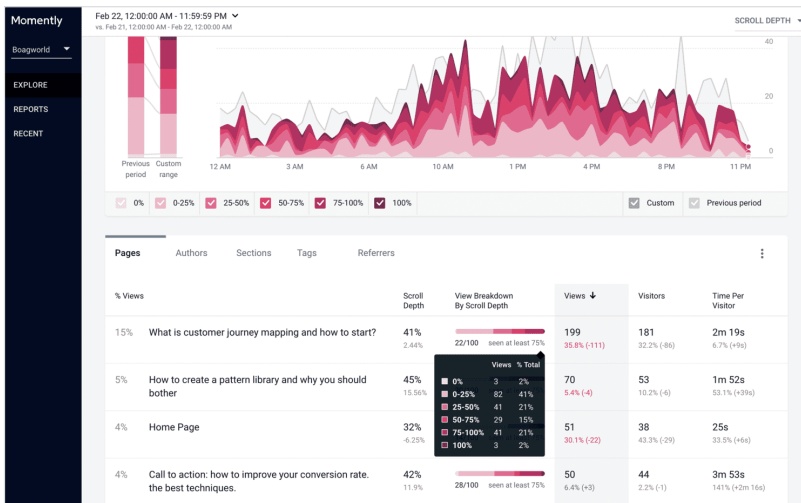 Momently
Feb 22, 12:00:00 AM - 11:59:59 PM
vs. Feb 21, 12:00:00 AM - Feb 22, 12:00:00 AM
SCROLL DEPTH
Boagworld
EXPLORE
REPORTS
RECENT
40
20
0
Previous period
Custom range
12 AM 3 AM 6 AM 10 AM 1 PM 4 PM 8 PM 11 PM
0% 0-25% 25-50% 50-75% 75-100% 100% Custom Previous period
Pages Authors Sections Tags Referrers
% Views Scroll Depth View Breakdown By Scroll Depth Views Visitors Time Per Visitor
15% What is customer journey mapping and how to start? 41% 199 181 2m 19s
2.44% 22/100 seen at least 75% 35.8% (-111) 32.2% (-86) 6.7% (+9s)
Views % Total
0% 3 2%
0-25% 82 41%
25-50% 41 21%
50-75% 29 15%
75-100% 41 21%
100% 3 2%
5% How to create a pattern library and why you should 45% 70 53 1m 52s
bother 15.56% 5.4% (-4) 10.2% (-6) 53.1% (+39s)
4% Home Page 32% 51 38 25s
-6.25% 30.1% (-22) 43.3% (-29) 33.5% (+6s)
4% Call to action: how to improve your conversion rate. 42% 50 44 3m 53s
the best techniques. 11.9% 28/100 seen at least 75% 6.4% (+3) 2.2% (-1) 141% (+2m 16s)